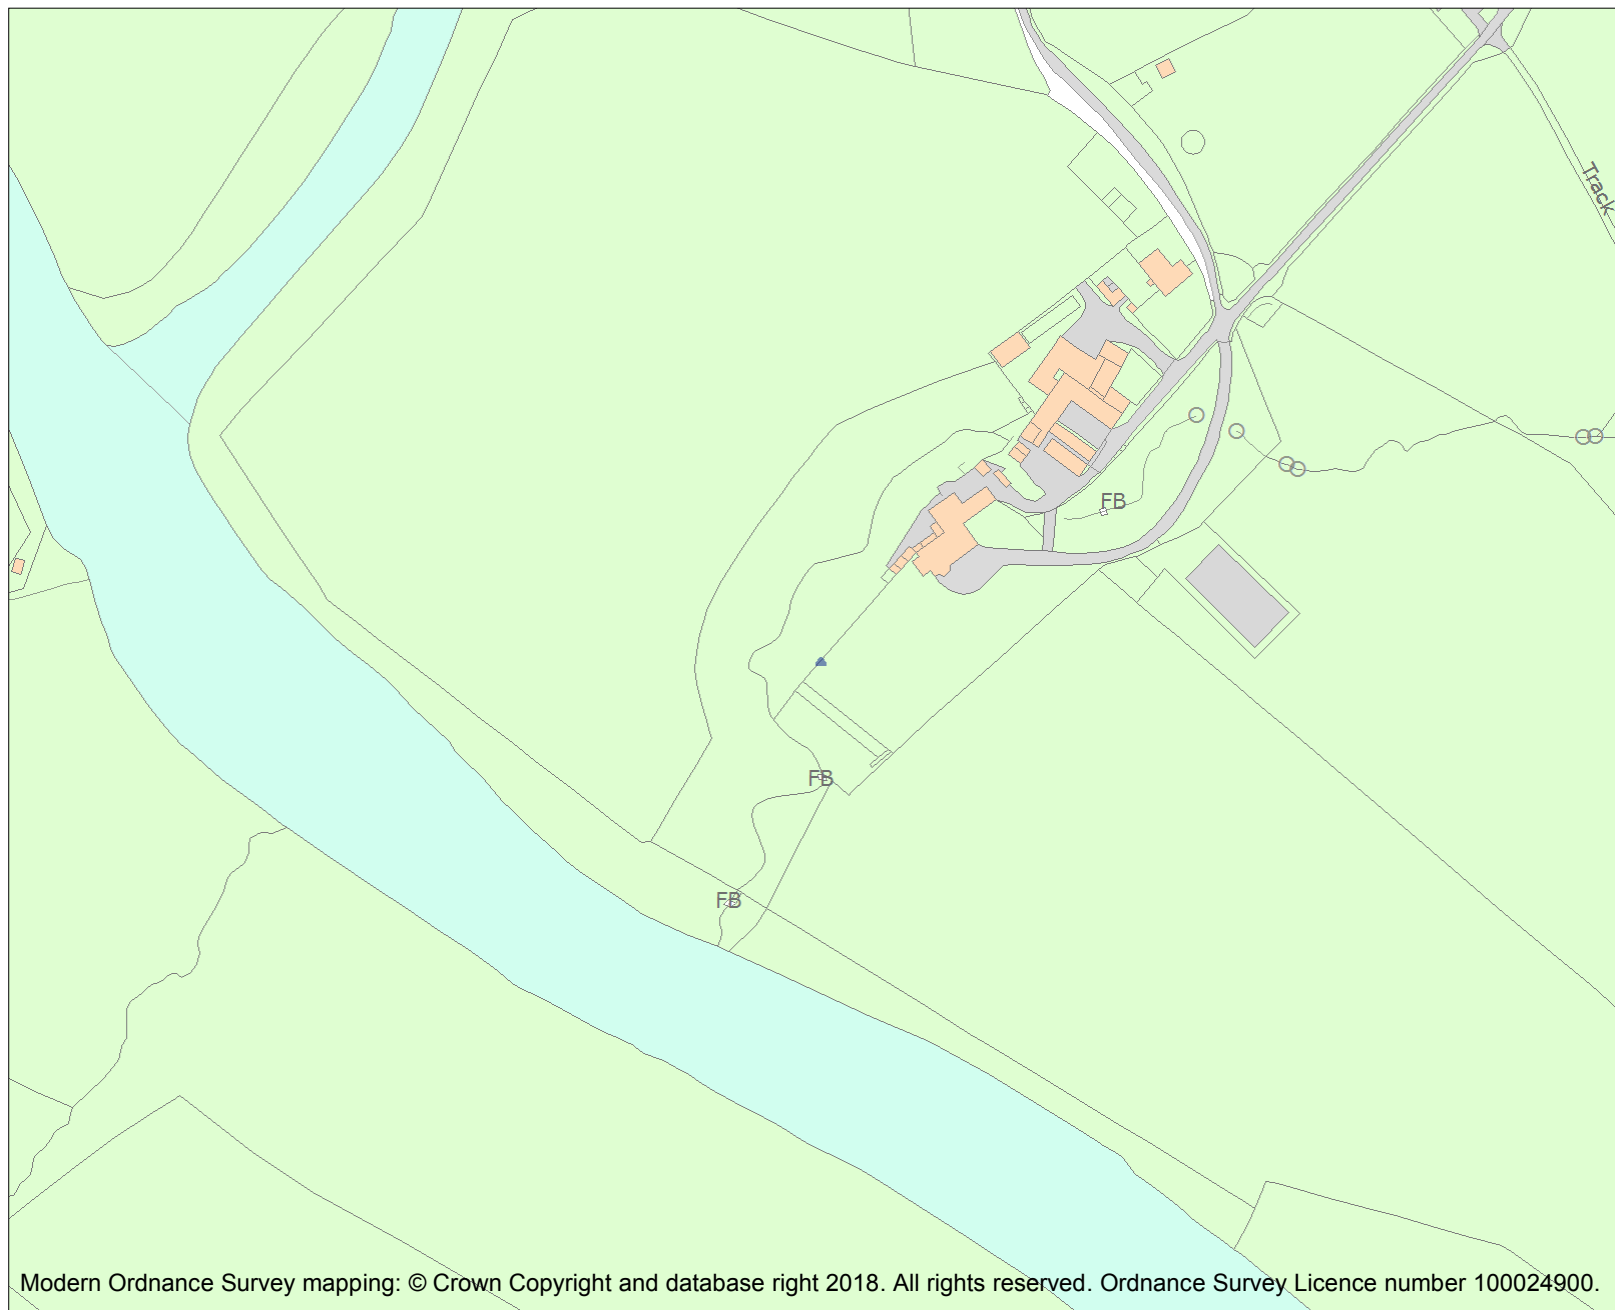 Track
FB
FB
FB
Modern Ordnance Survey mapping: © Crown Copyright and database right 2018. All rights reserved. Ordnance Survey Licence number 100024900.